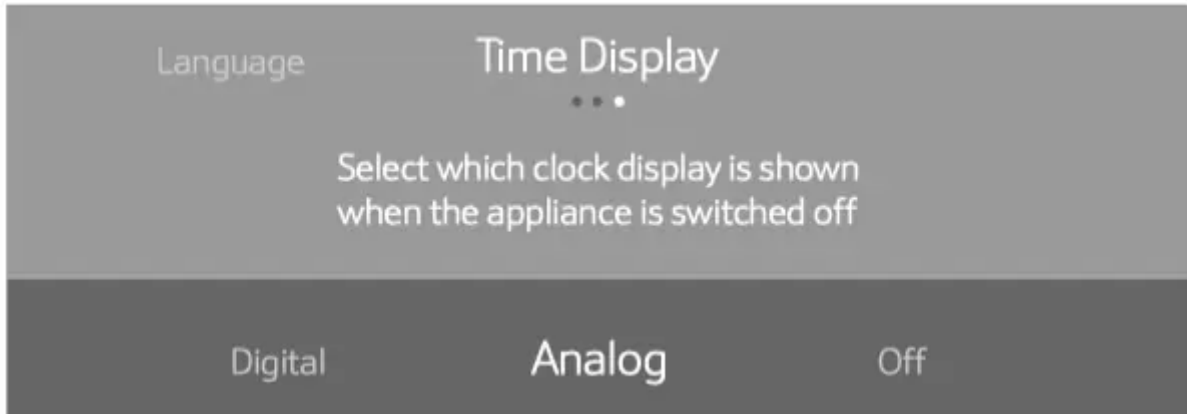 Language
Time Display
Select which clock display is shown
when the appliance is switched off
Digital Analog Off